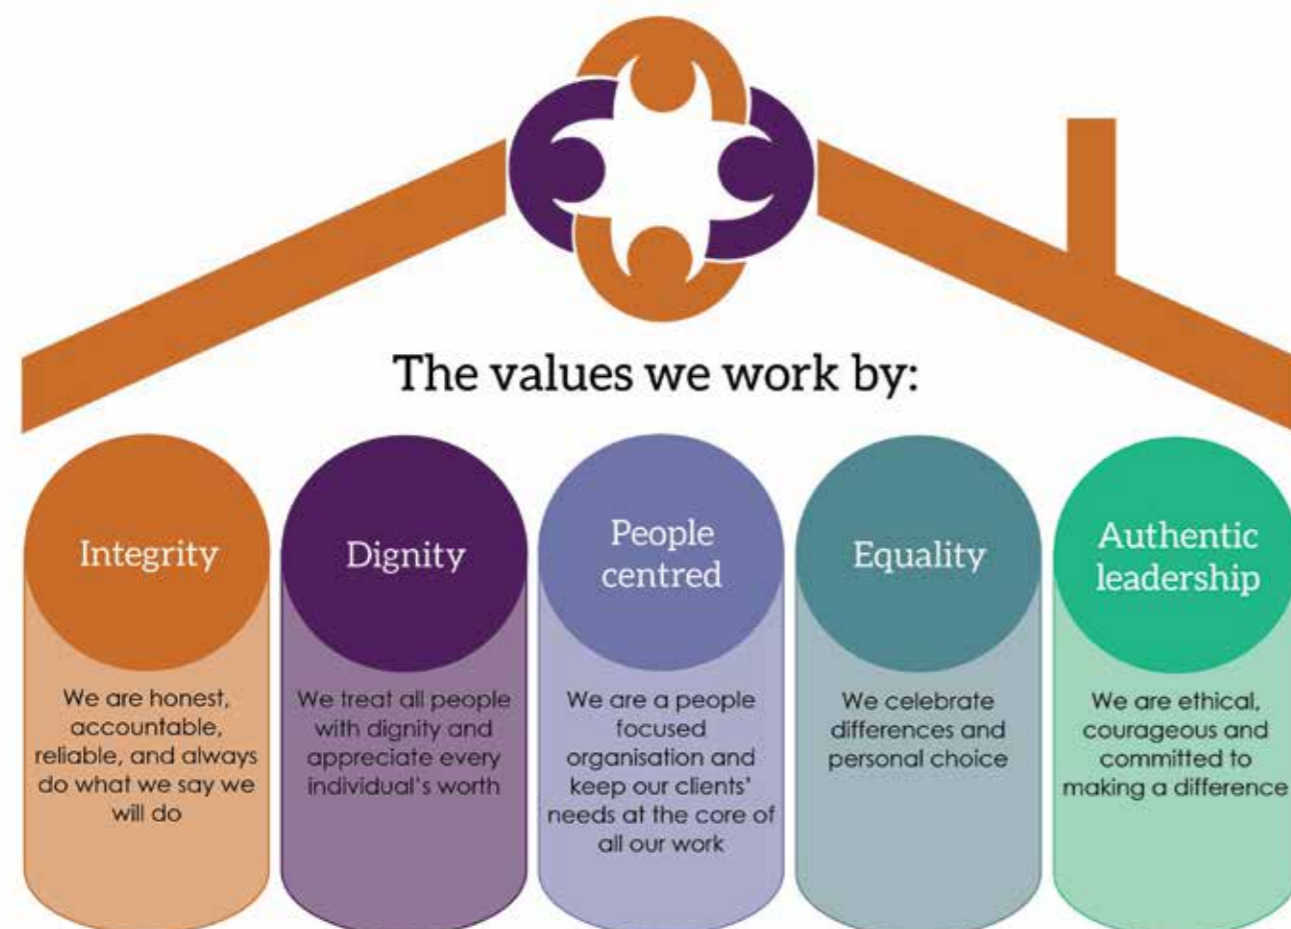 The values we work by:
Integrity
We are honest,
accountable,
reliable, and always
do what we say we
will do
Dignity
We treat all people
with dignity and
appreciate every
individual's worth
People
centred
We are a people
focused
organisation and
keep our clients'
needs at the core of
all our work
Equality
We celebrate
differences and
personal choice
Authentic
leadership
We are ethical,
courageous and
committed to
making a difference